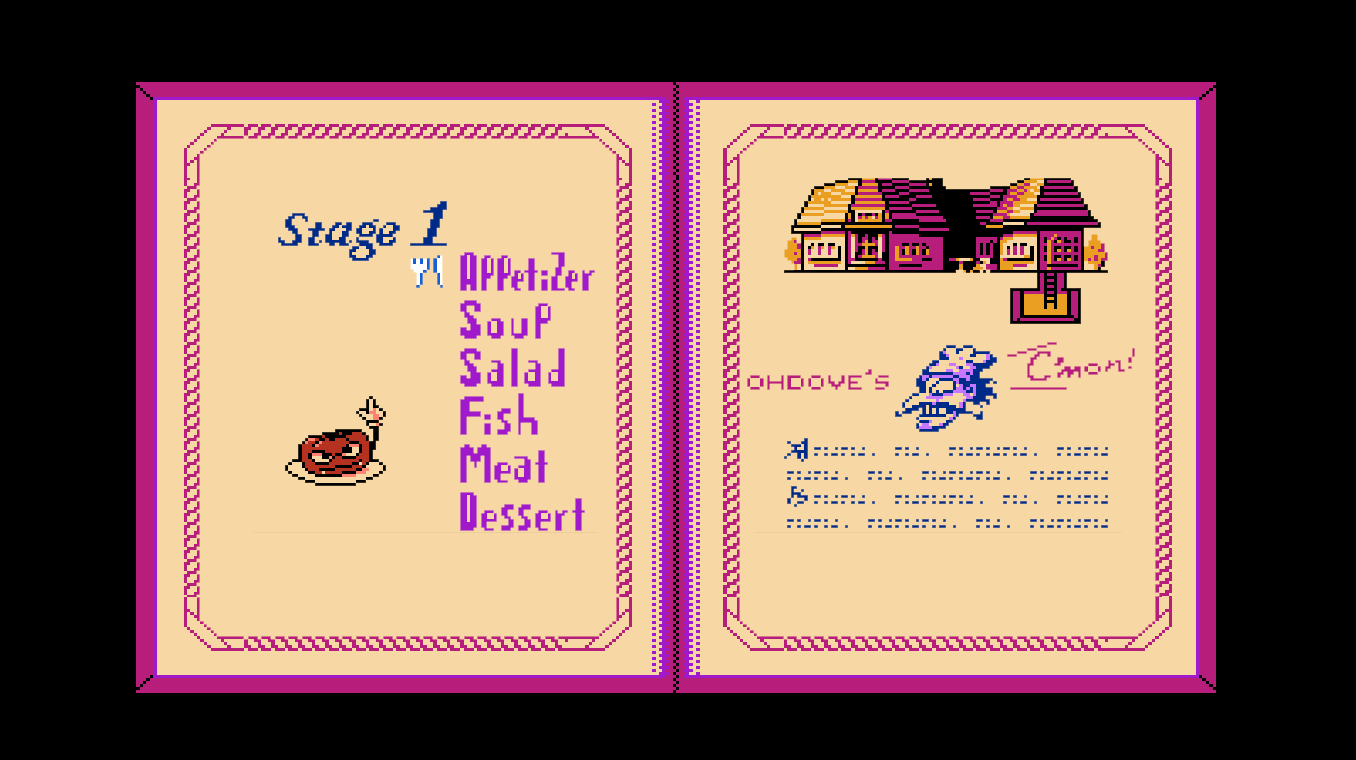 Stage 1
Appetizer
Soup
Salad
Fish
Meat
Dessert
OHDOVE'S
C'mon!